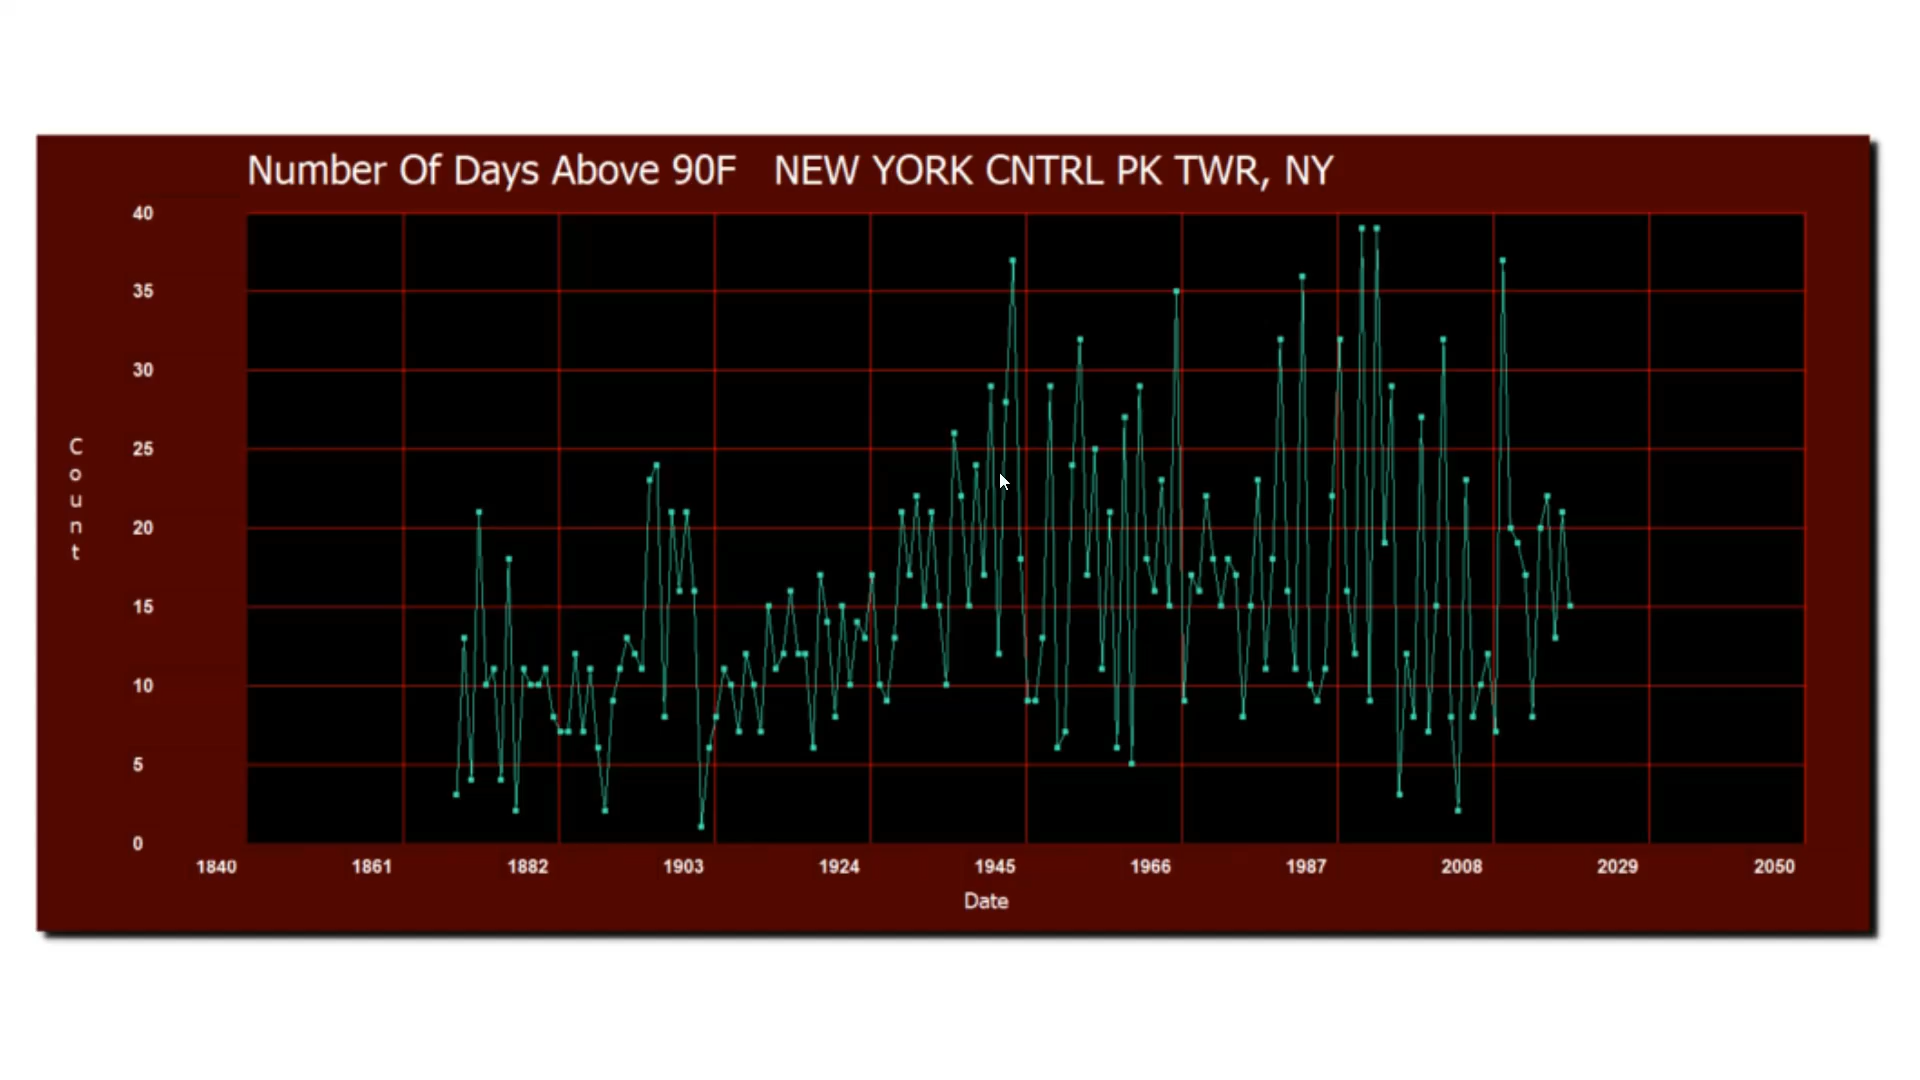 Number Of Days Above 90F NEW YORK CNTRL PK TWR, NY
40
35
30
25
20
15
10
5
0
Count
1840 1861 1882 1903 1924 1945 1966 1987 2008 2029 2050
Date